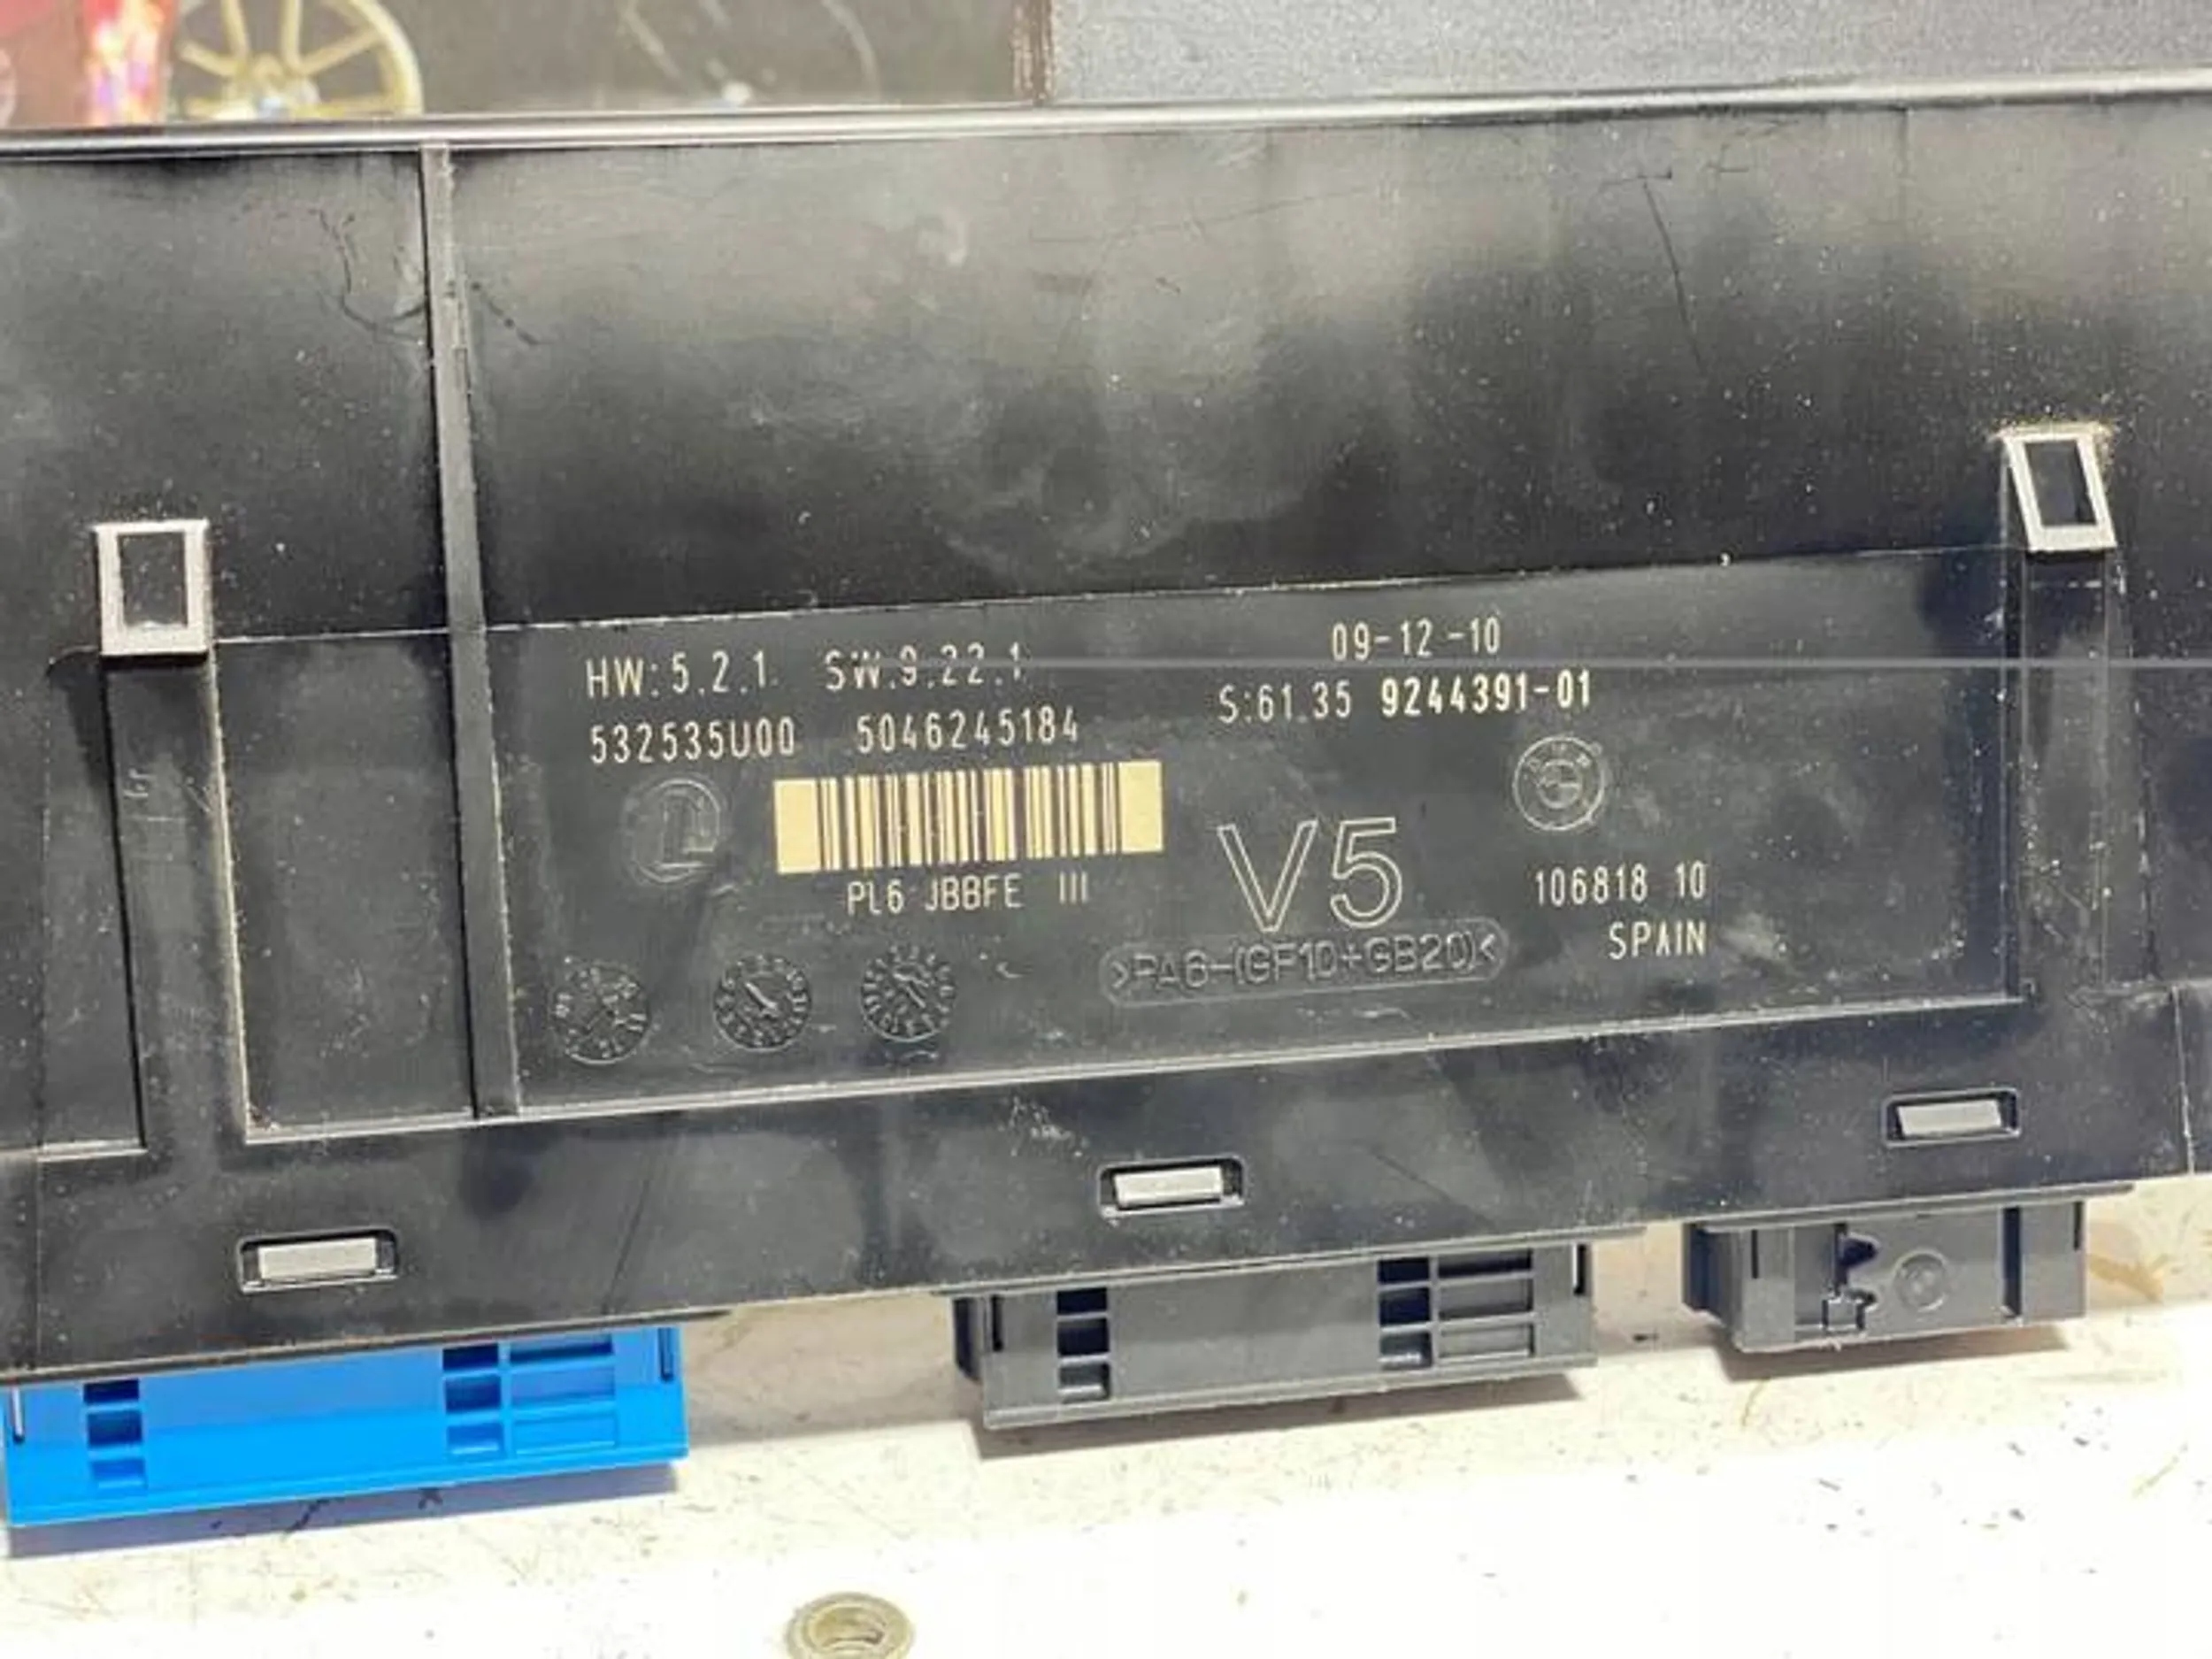 HW:5.2.1. SW.9.22.1
09-12-10
532535U00 5046245184
S:61.35 9244391-01
PL6 JBBFE III
V5
106818 10
SPAIN
>PA6-(GF10+GB20)<